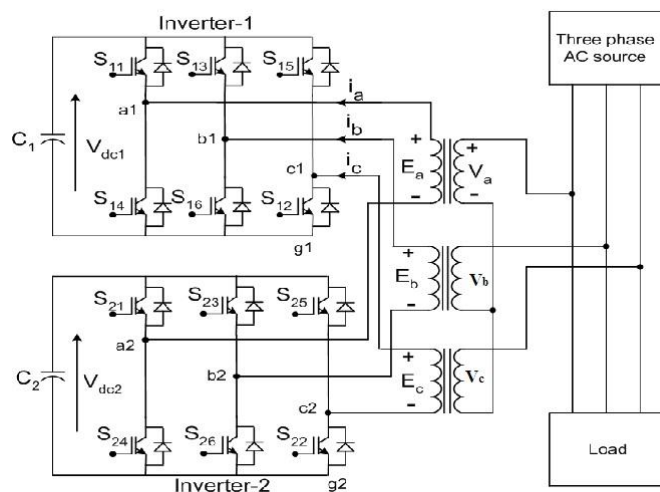 Inverter-1
S11
S13
S15
Three phase
AC source
ia
a1
ib
b1
ic
c1
C1
Vdc1
+
+
Ea
Va
-
-
S14
S16
S12
g1
+
Eb
Vb
-
S21
S23
S25
a2
C2
Vdc2
b2
+
Ec
Vc
-
c2
S24
S26
S22
Load
Inverter-2
g2